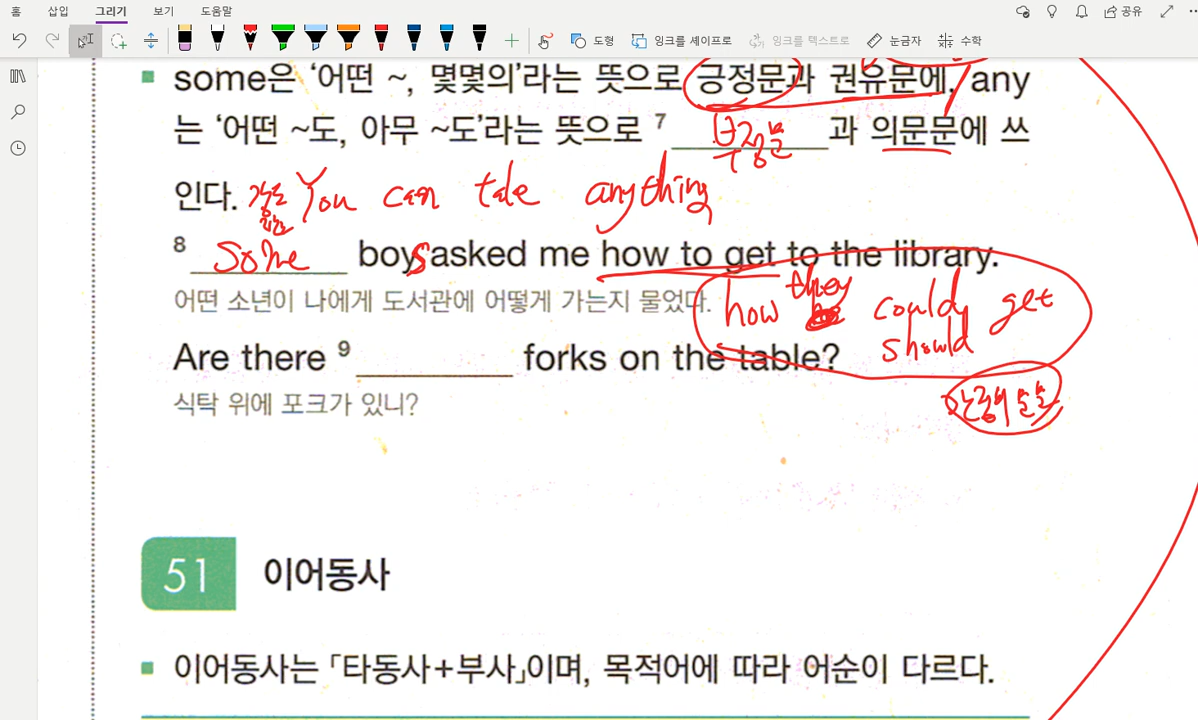 홈 삽입 그리기 보기 도움말 공유
도형 잉크를 셰이프로 잉크를 텍스트로 눈금자 수학
some은 ‘어떤 ~, 몇몇의’라는 뜻으로 긍정문과 권유문에, any
는 ‘어떤 ~도, 아무 ~도’라는 뜻으로 7 부정문 과 의문문에 쓰
인다. You can take anything
8 some boys asked me how to get to the library.
어떤 소년이 나에게 도서관에 어떻게 가는지 물었다.
how they could get
should
Are there 9 forks on the table?
식탁 위에 포크가 있니?
51 이어동사
이어동사는 「타동사+부사」이며, 목적어에 따라 어순이 다르다.